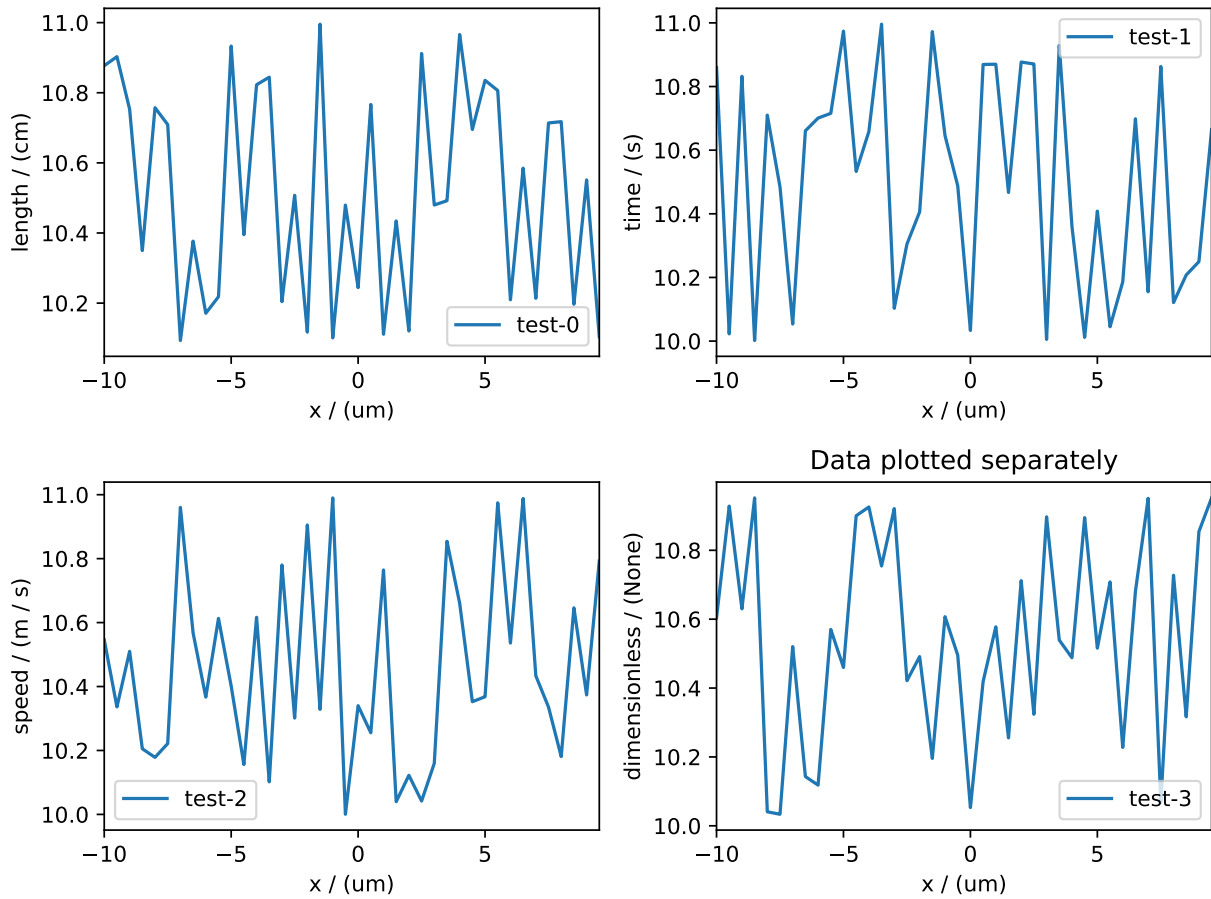 11.0
10.8
10.6
10.4
10.2
length / (cm)
test-0
−10
−5
0
5
x / (um)
11.0
10.8
10.6
10.4
10.2
10.0
time / (s)
test-1
−10
−5
0
5
x / (um)
11.0
10.8
10.6
10.4
10.2
10.0
speed / (m / s)
test-2
−10
−5
0
5
x / (um)
Data plotted separately
10.8
10.6
10.4
10.2
10.0
dimensionless / (None)
test-3
−10
−5
0
5
x / (um)